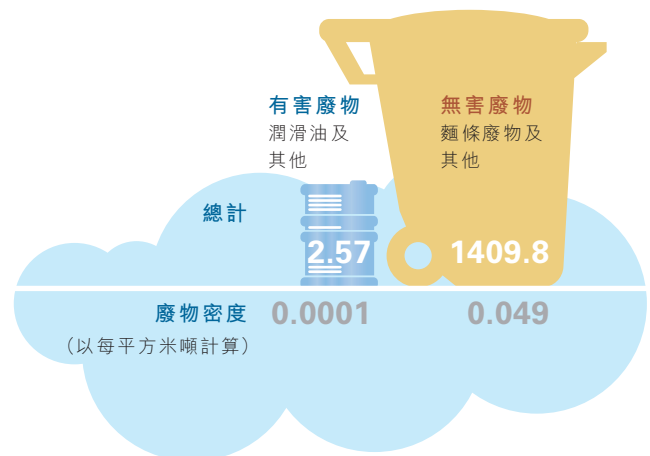 有害廢物
潤滑油及
其他
無害廢物
麵條廢物及
其他
總計
2.57
1409.8
廢物密度
0.0001
0.049
（以每平方米噸計算）